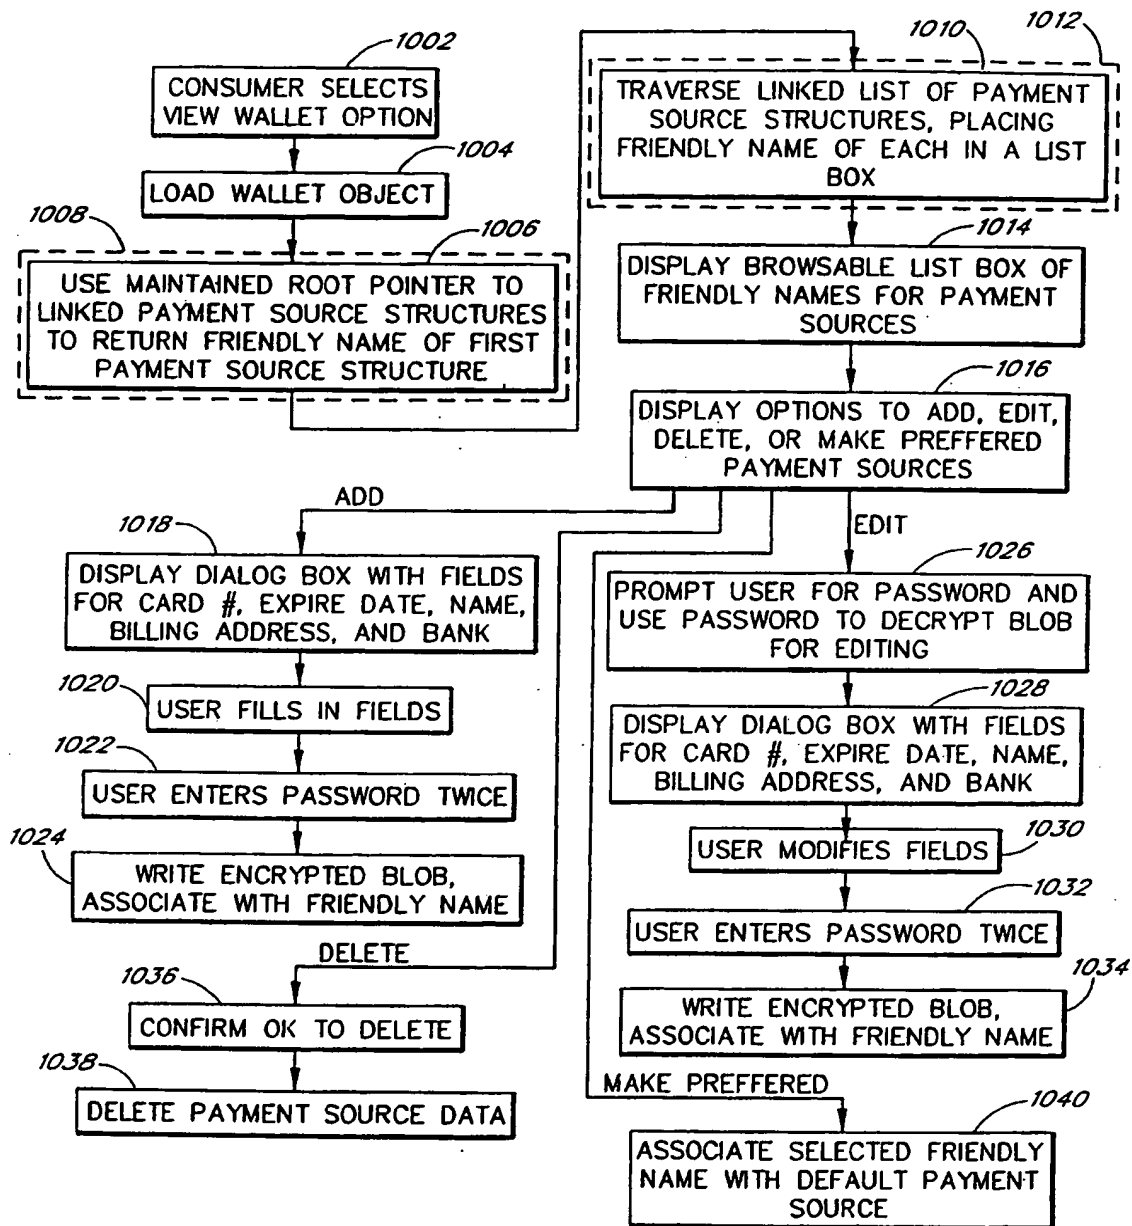 1002
CONSUMER SELECTS
VIEW WALLET OPTION
1004
LOAD WALLET OBJECT
1008
1006
USE MAINTAINED ROOT POINTER TO
LINKED PAYMENT SOURCE STRUCTURES
TO RETURN FRIENDLY NAME OF FIRST
PAYMENT SOURCE STRUCTURE
1010
1012
TRAVERSE LINKED LIST OF PAYMENT
SOURCE STRUCTURES, PLACING
FRIENDLY NAME OF EACH IN A LIST
BOX
1014
DISPLAY BROWSABLE LIST BOX OF
FRIENDLY NAMES FOR PAYMENT
SOURCES
1016
DISPLAY OPTIONS TO ADD, EDIT,
DELETE, OR MAKE PREFFERED
PAYMENT SOURCES
ADD
1018
DISPLAY DIALOG BOX WITH FIELDS
FOR CARD #, EXPIRE DATE, NAME,
BILLING ADDRESS, AND BANK
1020
USER FILLS IN FIELDS
1022
USER ENTERS PASSWORD TWICE
1024
WRITE ENCRYPTED BLOB,
ASSOCIATE WITH FRIENDLY NAME
DELETE
1036
CONFIRM OK TO DELETE
1038
DELETE PAYMENT SOURCE DATA
EDIT
1026
PROMPT USER FOR PASSWORD AND
USE PASSWORD TO DECRYPT BLOB
FOR EDITING
1028
DISPLAY DIALOG BOX WITH FIELDS
FOR CARD #, EXPIRE DATE, NAME,
BILLING ADDRESS, AND BANK
1030
USER MODIFIES FIELDS
1032
USER ENTERS PASSWORD TWICE
1034
WRITE ENCRYPTED BLOB,
ASSOCIATE WITH FRIENDLY NAME
MAKE PREFFERED
1040
ASSOCIATE SELECTED FRIENDLY
NAME WITH DEFAULT PAYMENT
SOURCE